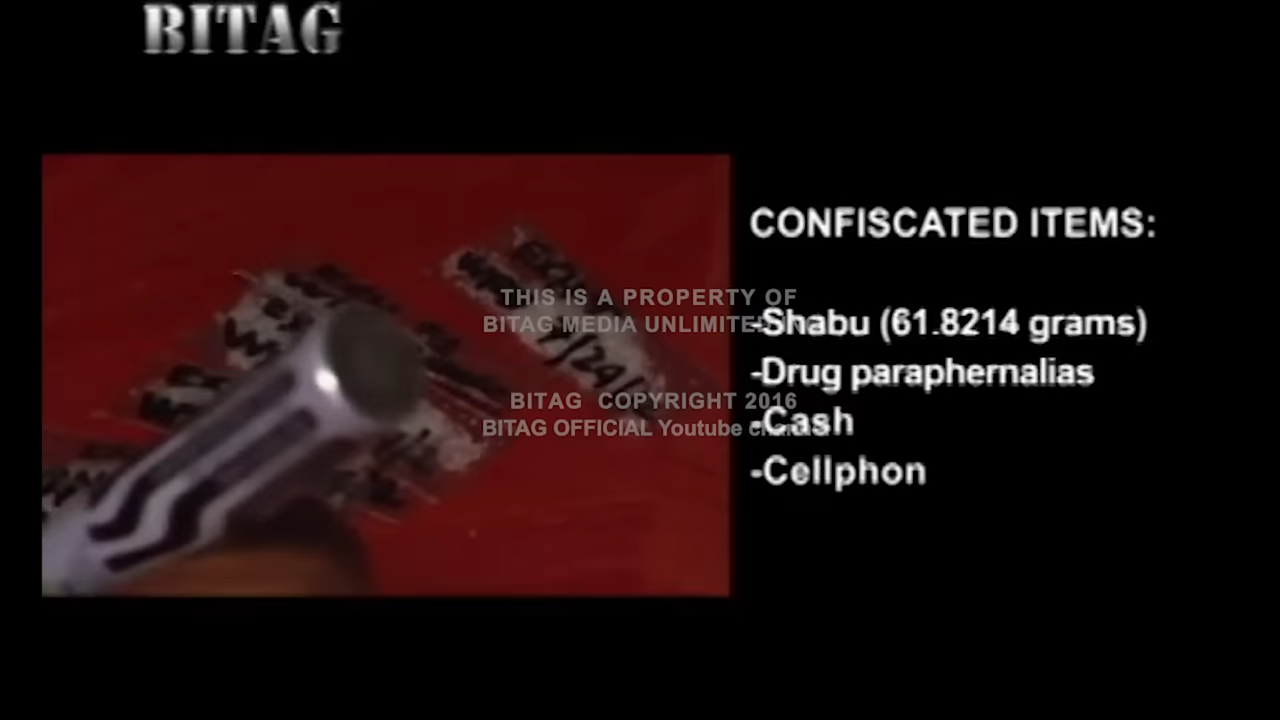 BITAG
CONFISCATED ITEMS:
THIS IS A PROPERTY OF
BITAG MEDIA UNLIMITED
-Shabu (61.8214 grams)
-Drug paraphernalias
BITAG COPYRIGHT 2016
-Cash
BITAG OFFICIAL Youtube
-Cellphon